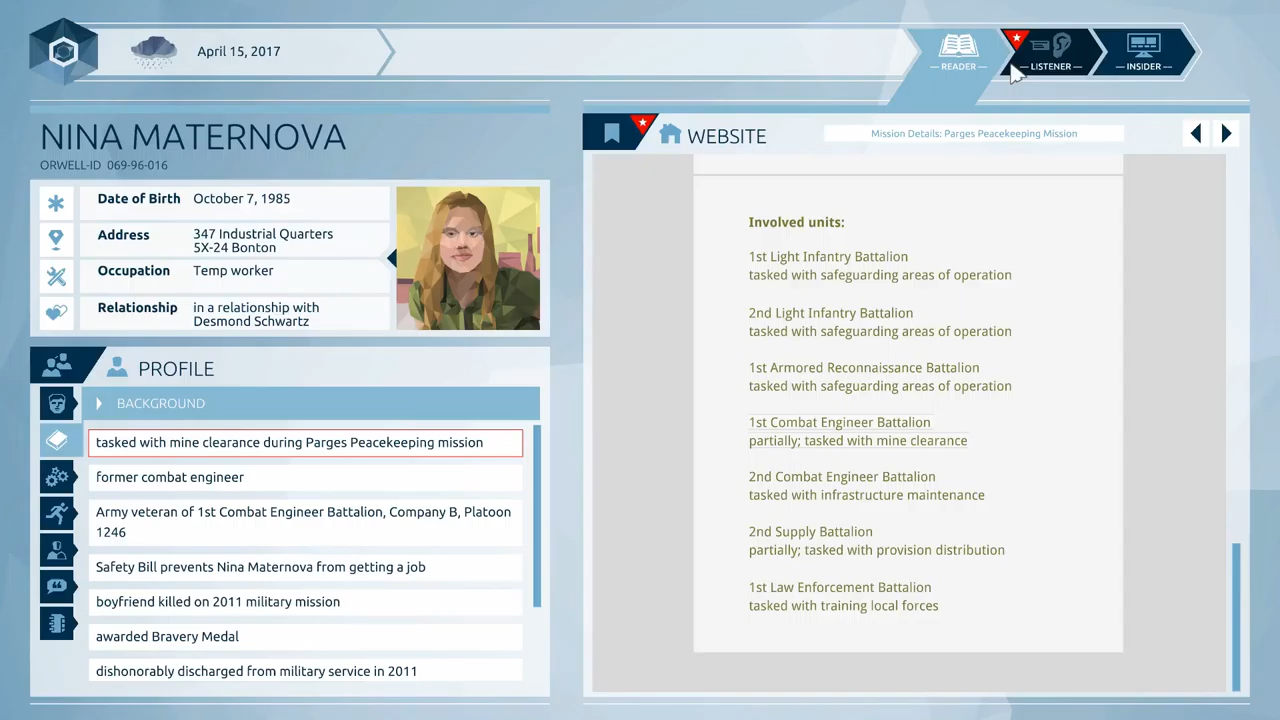 April 15, 2017
— READER —
— LISTENER —
— INSIDER —
NINA MATERNOVA
ORWELL-ID 069-96-016
Date of Birth October 7, 1985
Address 347 Industrial Quarters
5X-24 Bonton
Occupation Temp worker
Relationship in a relationship with
Desmond Schwartz
PROFILE
BACKGROUND
tasked with mine clearance during Parges Peacekeeping mission
former combat engineer
Army veteran of 1st Combat Engineer Battalion, Company B, Platoon
1246
Safety Bill prevents Nina Maternova from getting a job
boyfriend killed on 2011 military mission
awarded Bravery Medal
dishonorably discharged from military service in 2011
WEBSITE
Mission Details: Parges Peacekeeping Mission
Involved units:
1st Light Infantry Battalion
tasked with safeguarding areas of operation
2nd Light Infantry Battalion
tasked with safeguarding areas of operation
1st Armored Reconnaissance Battalion
tasked with safeguarding areas of operation
1st Combat Engineer Battalion
partially; tasked with mine clearance
2nd Combat Engineer Battalion
tasked with infrastructure maintenance
2nd Supply Battalion
partially; tasked with provision distribution
1st Law Enforcement Battalion
tasked with training local forces